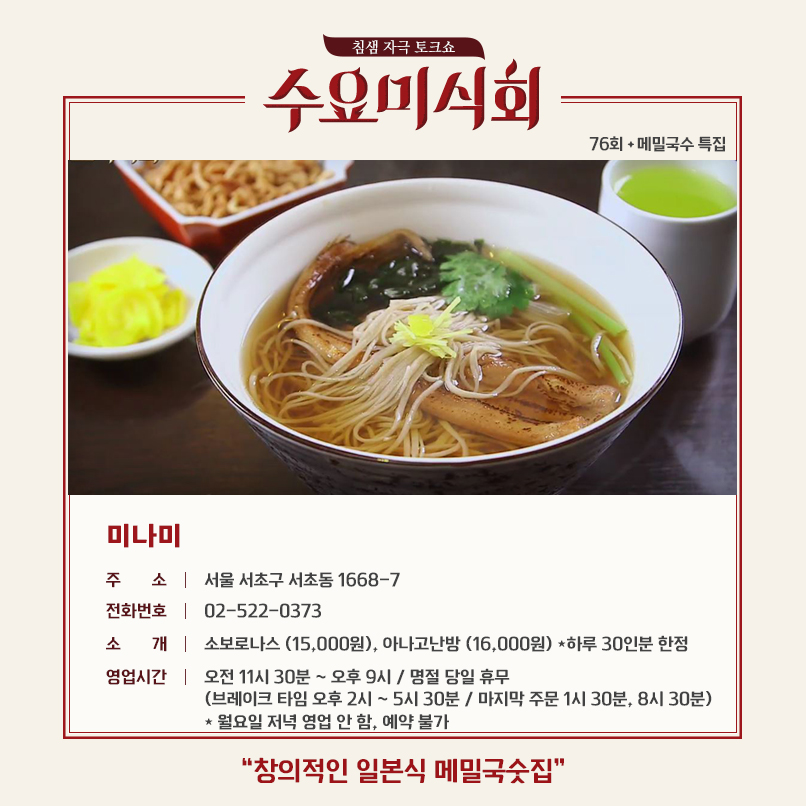 침샘 자극 토크쇼
수요미식회
76회 + 메밀국수 특집
미나미
주 소 | 서울 서초구 서초동 1668-7
전화번호 | 02-522-0373
소 개 | 소보로나스 (15,000원), 아나고난방 (16,000원) *하루 30인분 한정
영업시간 | 오전 11시 30분 ~ 오후 9시 / 명절 당일 휴무
(브레이크 타임 오후 2시 ~ 5시 30분 / 마지막 주문 1시 30분, 8시 30분)
* 월요일 저녁 영업 안 함, 예약 불가
“창의적인 일본식 메밀국숫집”